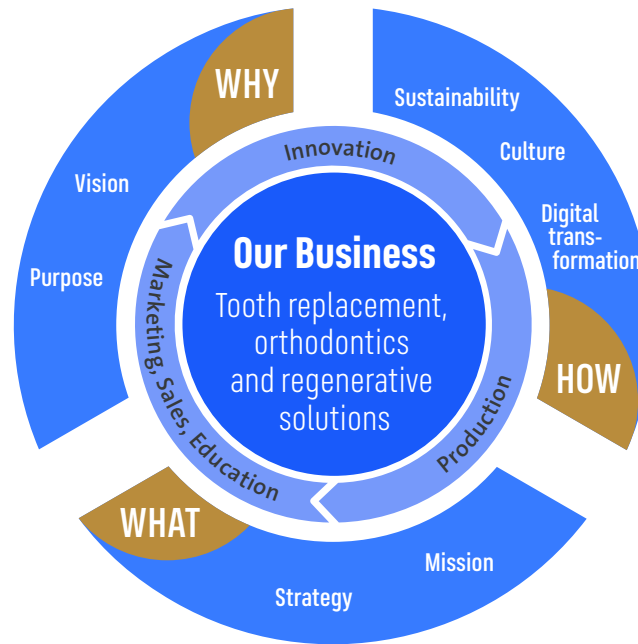 WHY
Vision
Purpose
Sustainability
Culture
Digital
trans-
formation
HOW
Innovation
Production
Marketing, Sales, Education
Our Business
Tooth replacement,
orthodontics
and regenerative
solutions
WHAT
Strategy
Mission